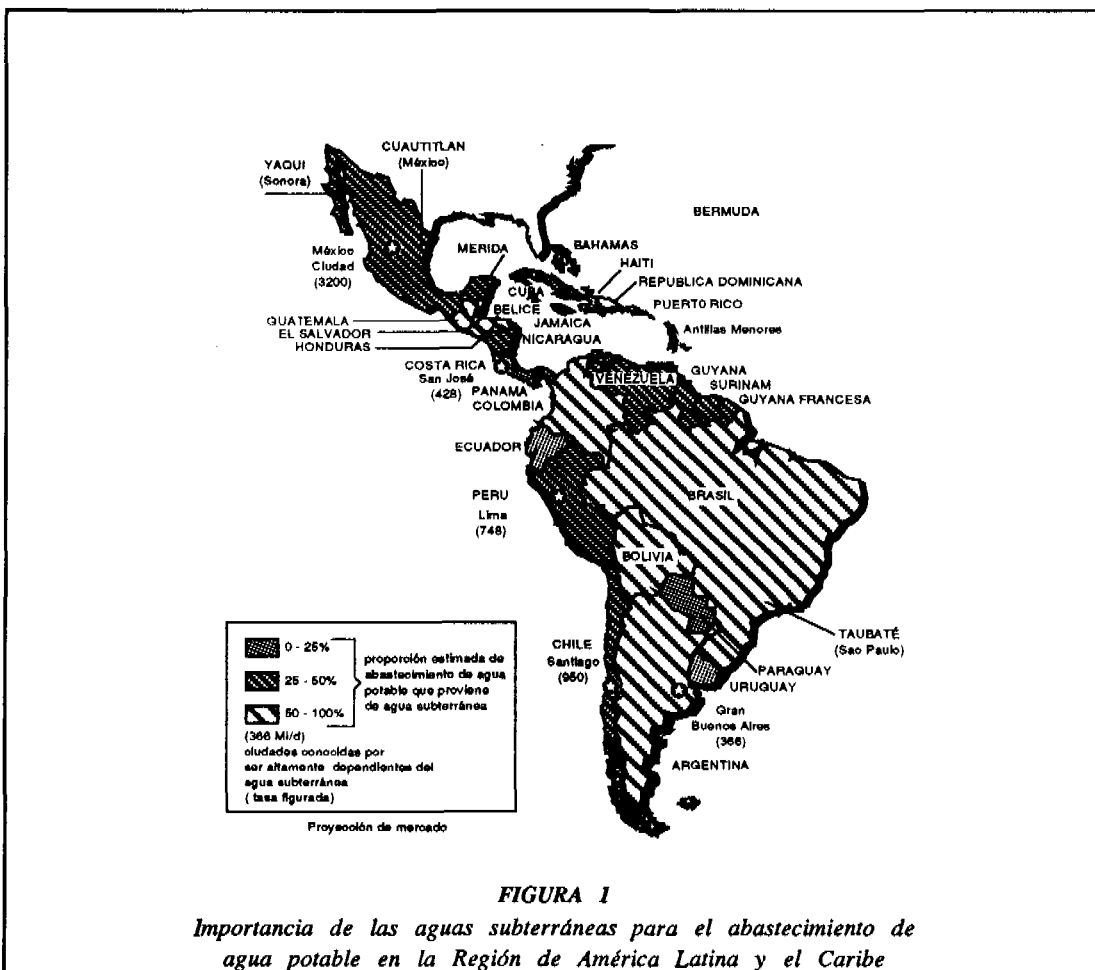 CUAUTITLAN
(México)
YAQUI
(Sonora)
BERMUDA
México
Ciudad
(3200)
MERIDA
BAHAMAS
HAITI
REPUBLICA DOMINICANA
CUBA
PUERTO RICO
BELICE
JAMAICA
Antillas Menores
GUATEMALA
EL SALVADOR
HONDURAS
NICARAGUA
COSTA RICA
San José
(428)
PANAMA
COLOMBIA
VENEZUELA
GUYANA
SURINAM
GUYANA FRANCESA
ECUADOR
PERU
Lima
(748)
BRASIL
BOLIVIA
CHILE
Santiago
(950)
TAUBATÉ
(Sao Paulo)
PARAGUAY
URUGUAY
Gran
Buenos Aires
(366)
ARGENTINA
0 - 25%
25 - 50%
50 - 100%
proporción estimada de
abastecimiento de agua
potable que proviene
de agua subterránea
(366 Ml/d)
ciudades conocidas por
ser altamente dependientes del
agua subterránea
( tasa figurada)
Proyección de mercado
FIGURA 1
Importancia de las aguas subterráneas para el abastecimiento de
agua potable en la Región de América Latina y el Caribe